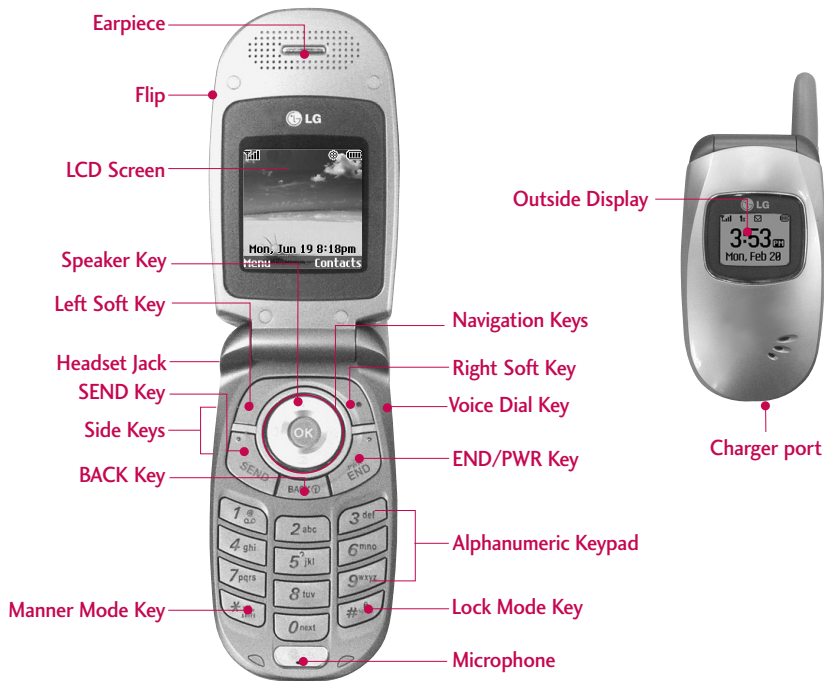 Earpiece
Flip
LG
LCD Screen
Mon, Jun 19 8:18pm
Menu Contacts
Speaker Key
Left Soft Key
Headset Jack
SEND Key
Side Keys
BACK Key
Manner Mode Key
Navigation Keys
Right Soft Key
Voice Dial Key
END/PWR Key
Alphanumeric Keypad
Lock Mode Key
Microphone
OK
SEND
END
BACK
1
2 abc
3 def
4 ghi
5 jkl
6 mno
7 pqrs
8 tuv
9 wxyz
*
0 next
#
Outside Display
LG
3:53 PM
Mon, Feb 20
Charger port